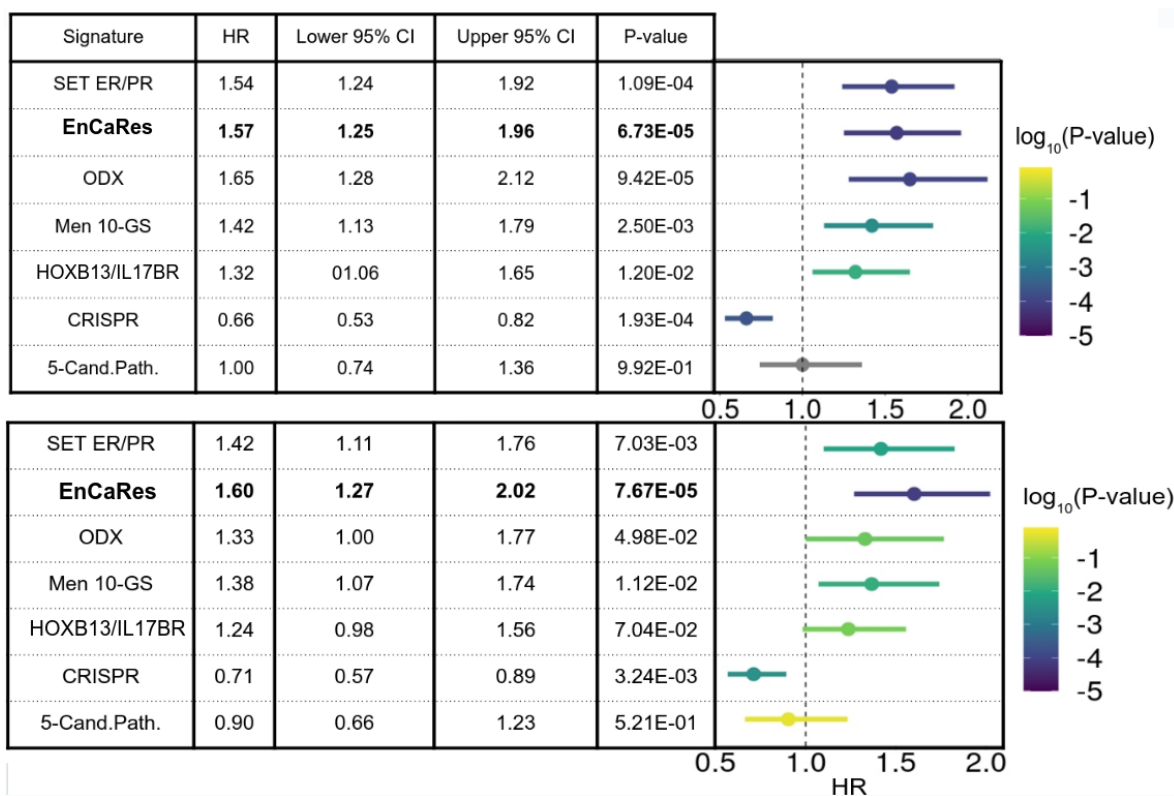 Signature HR Lower 95% CI Upper 95% CI P-value
SET ER/PR 1.54 1.24 1.92 1.09E-04
EnCaRes 1.57 1.25 1.96 6.73E-05
ODX 1.65 1.28 2.12 9.42E-05
Men 10-GS 1.42 1.13 1.79 2.50E-03
HOXB13/IL17BR 1.32 01.06 1.65 1.20E-02
CRISPR 0.66 0.53 0.82 1.93E-04
5-Cand.Path. 1.00 0.74 1.36 9.92E-01
0.5 1.0 1.5 2.0
log10(P-value)
-1
-2
-3
-4
-5
SET ER/PR 1.42 1.11 1.76 7.03E-03
EnCaRes 1.60 1.27 2.02 7.67E-05
ODX 1.33 1.00 1.77 4.98E-02
Men 10-GS 1.38 1.07 1.74 1.12E-02
HOXB13/IL17BR 1.24 0.98 1.56 7.04E-02
CRISPR 0.71 0.57 0.89 3.24E-03
5-Cand.Path. 0.90 0.66 1.23 5.21E-01
0.5 1.0 1.5 2.0
HR
log10(P-value)
-1
-2
-3
-4
-5